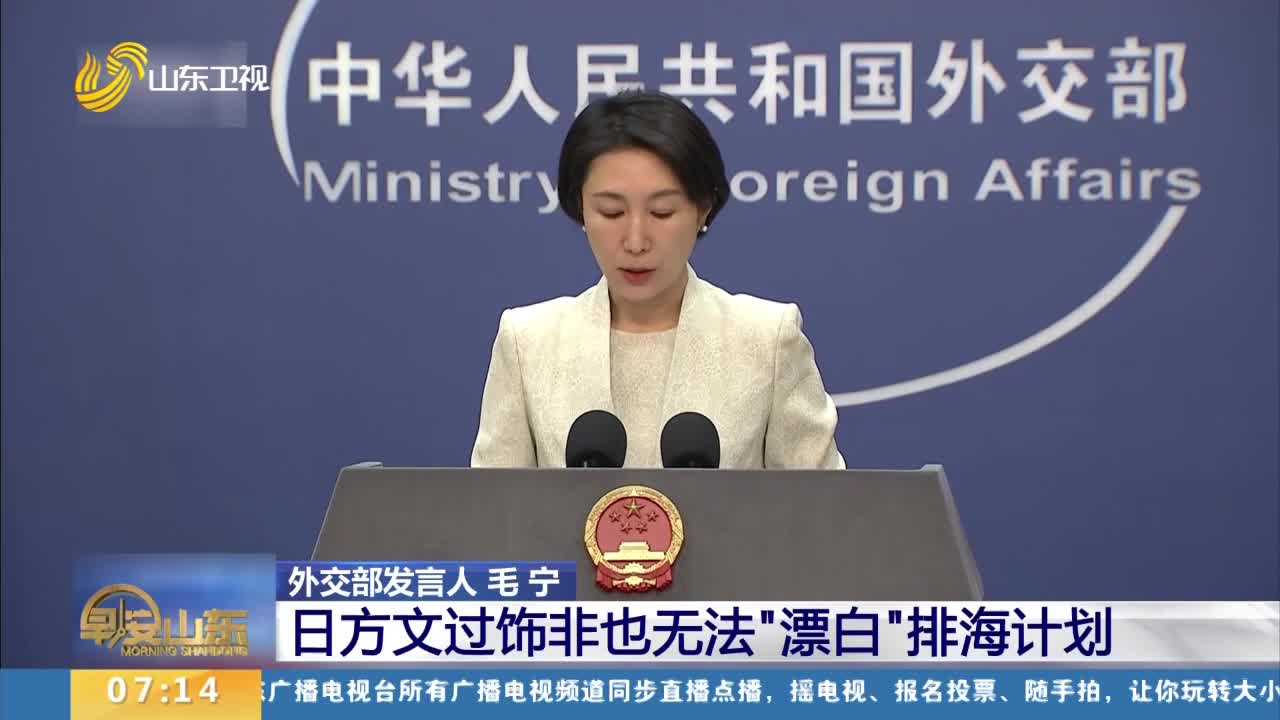 山东卫视
中华人民共和国外交部
Ministry oreign Affairs
外交部发言人 毛 宁
日方文过饰非也无法"漂白"排海计划
早安山东
MORNING SHANDONG
07:14
广播电视台所有广播电视频道同步直播点播，摇电视、报名投票、随手拍，让你玩转大小